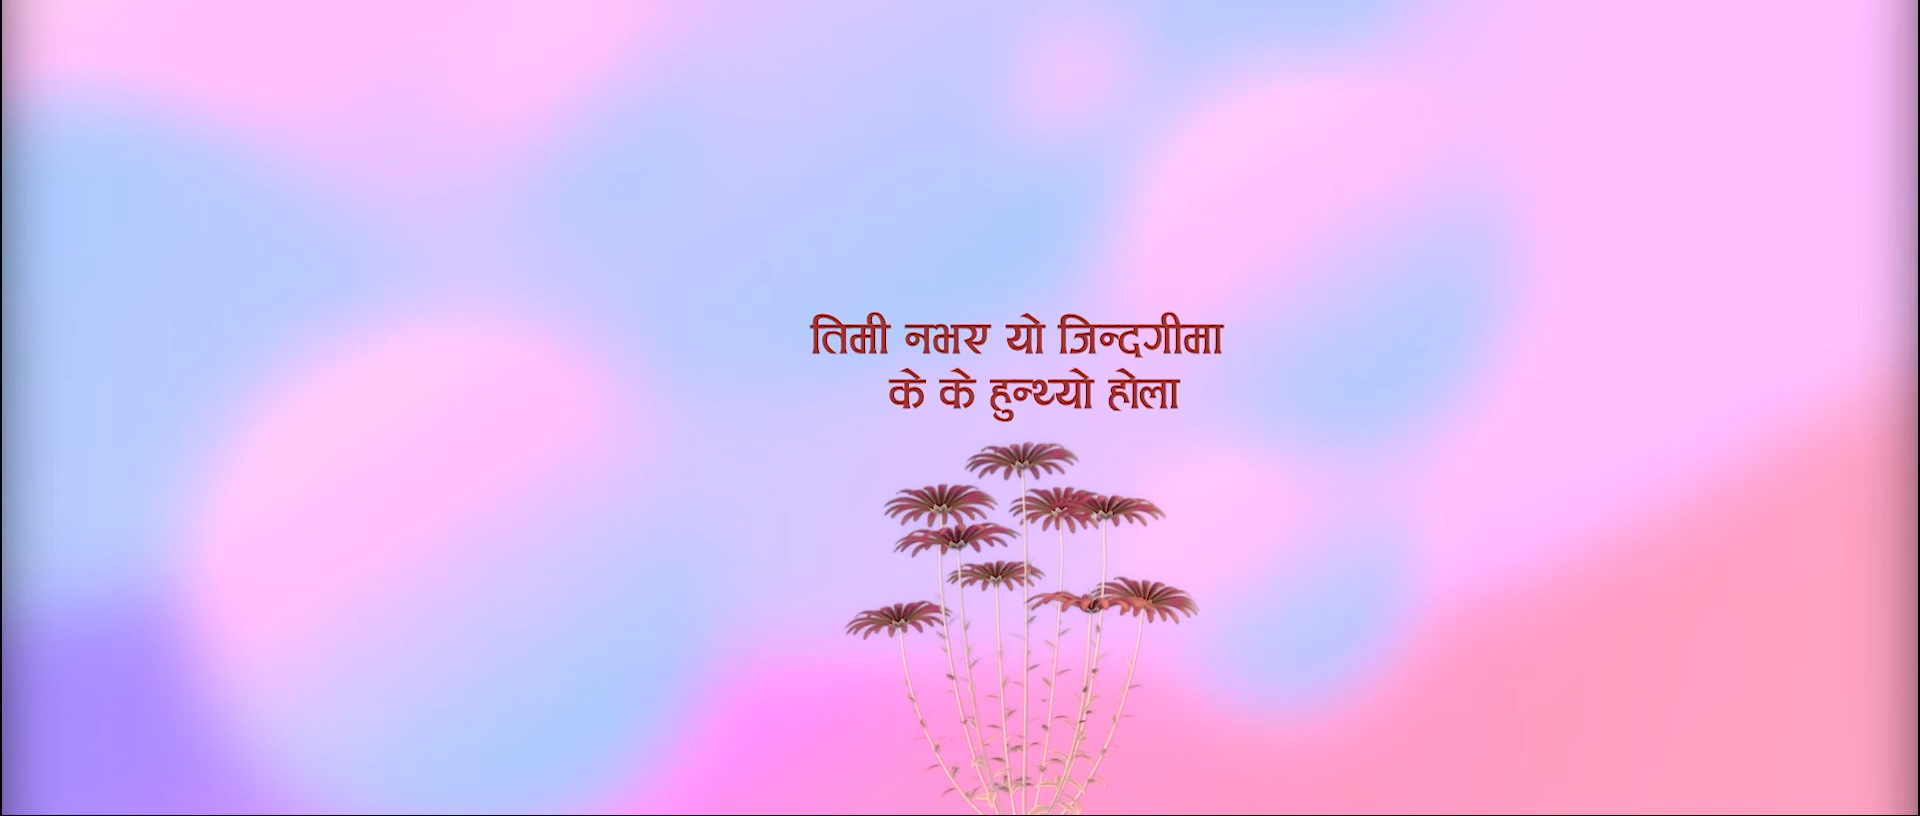 तिमी नभए यो जिन्दगीमा
के के हुन्थ्यो होला